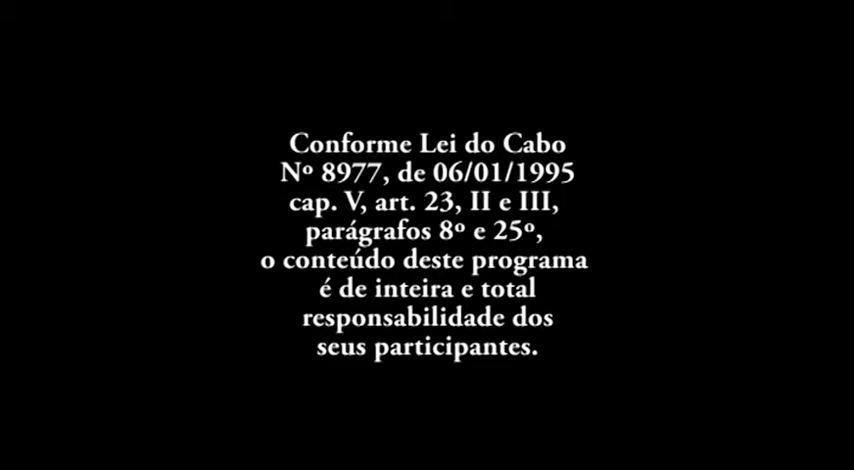 Conforme Lei do Cabo
Nº 8977, de 06/01/1995
cap. V, art. 23, II e III,
parágrafos 8º e 25º,
o conteúdo deste programa
é de inteira e total
responsabilidade dos
seus participantes.